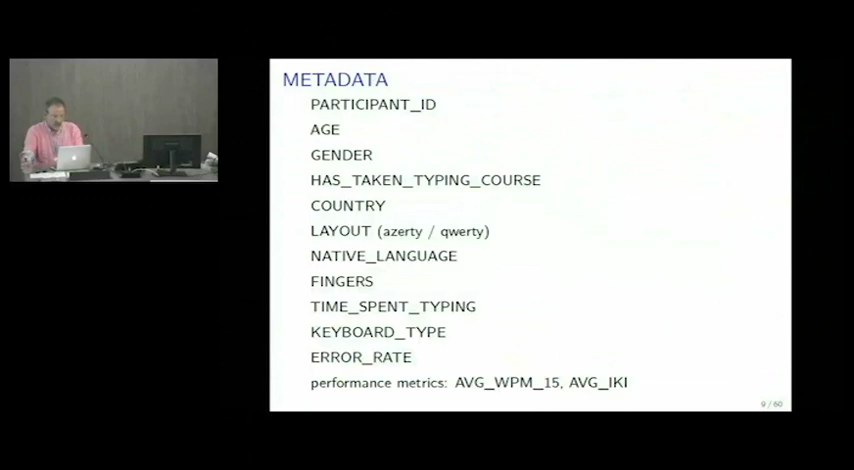 METADATA
PARTICIPANT_ID
AGE
GENDER
HAS_TAKEN_TYPING_COURSE
COUNTRY
LAYOUT (azerty / qwerty)
NATIVE_LANGUAGE
FINGERS
TIME_SPENT_TYPING
KEYBOARD_TYPE
ERROR_RATE
performance metrics: AVG_WPM_15, AVG_IKI
9 / 60